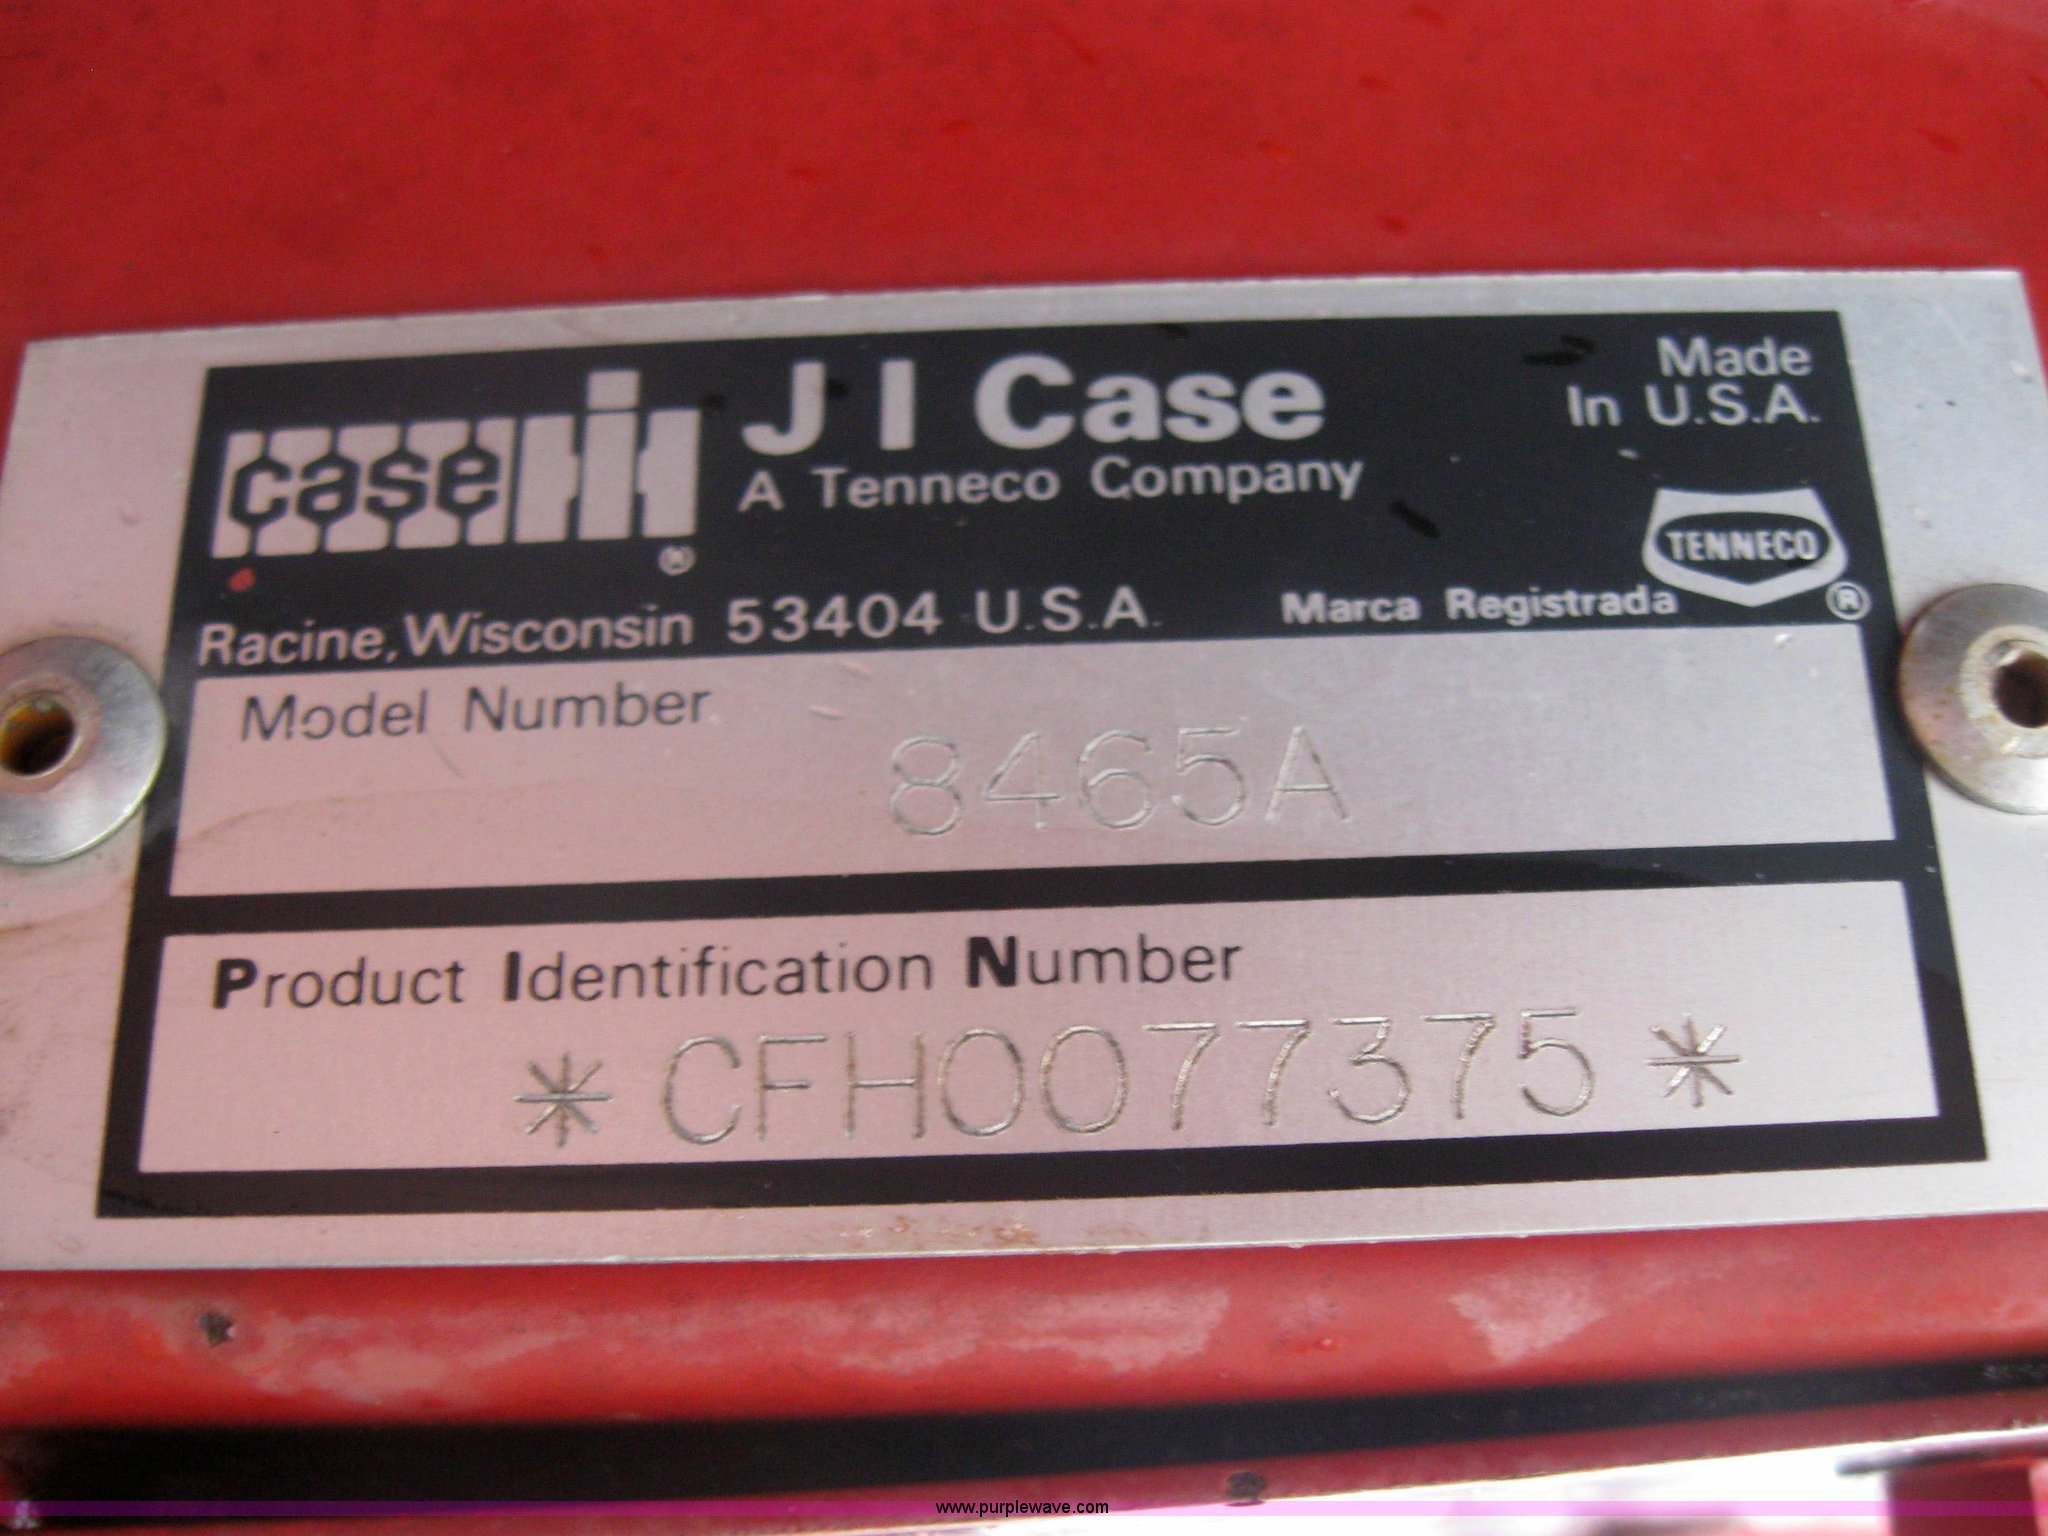 case IH ®
J I Case
A Tenneco Company
Made
In U.S.A.
TENNECO ®
Racine, Wisconsin 53404 U.S.A.
Marca Registrada
Model Number
8465A
Product Identification Number
*CFH0077375*
www.purplewave.com